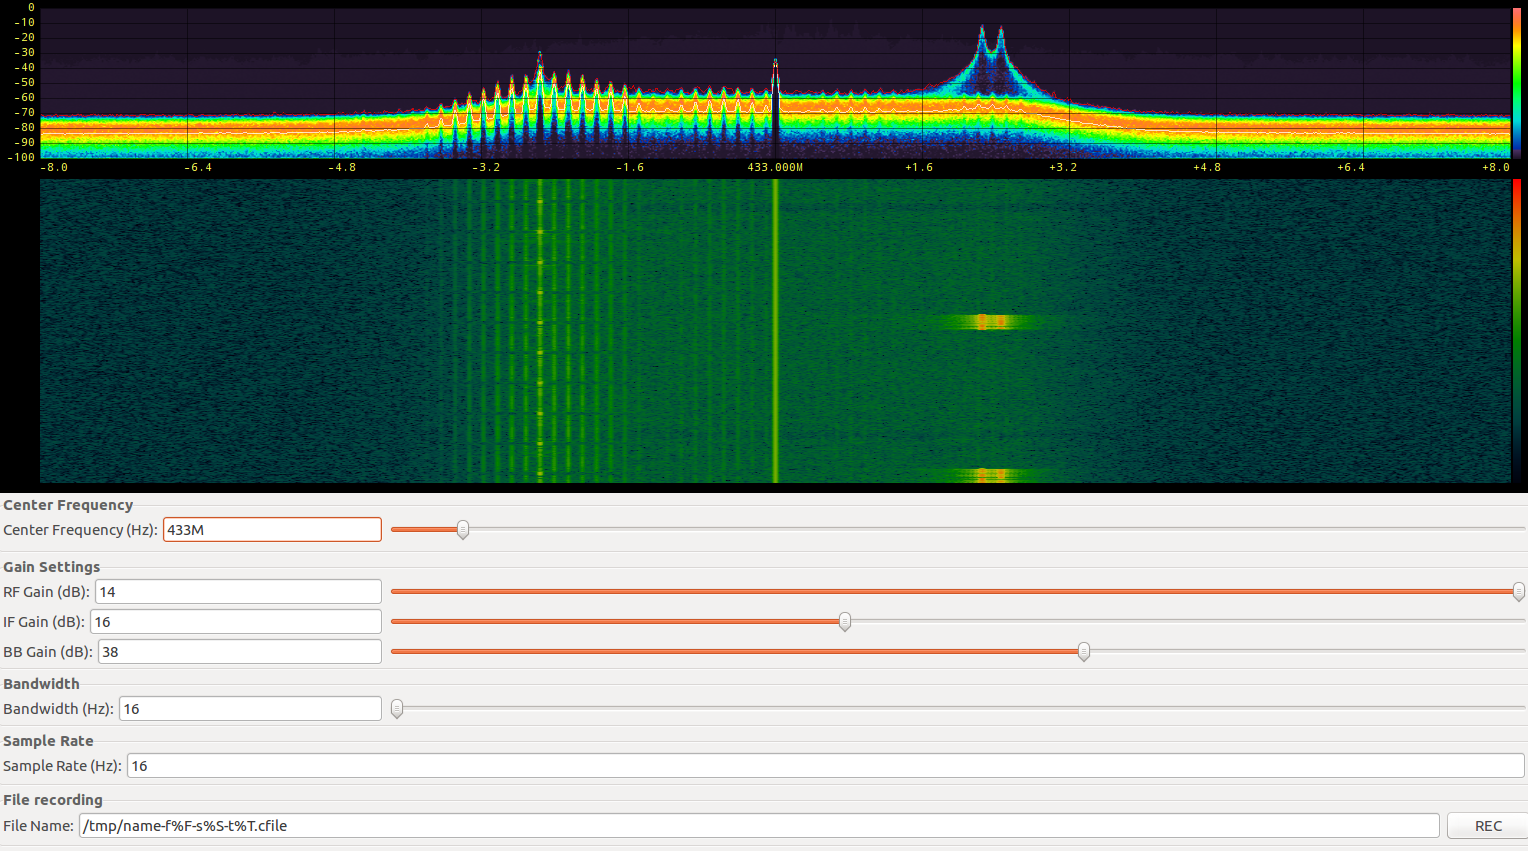 0
-10
-20
-30
-40
-50
-60
-70
-80
-90
-100
-8.0 -6.4 -4.8 -3.2 -1.6 433.000M +1.6 +3.2 +4.8 +6.4 +8.0
Center Frequency
Center Frequency (Hz): 433M
Gain Settings
RF Gain (dB): 14
IF Gain (dB): 16
BB Gain (dB): 38
Bandwidth
Bandwidth (Hz): 16
Sample Rate
Sample Rate (Hz): 16
File recording
File Name: /tmp/name-f%F-s%S-t%T.cfile REC